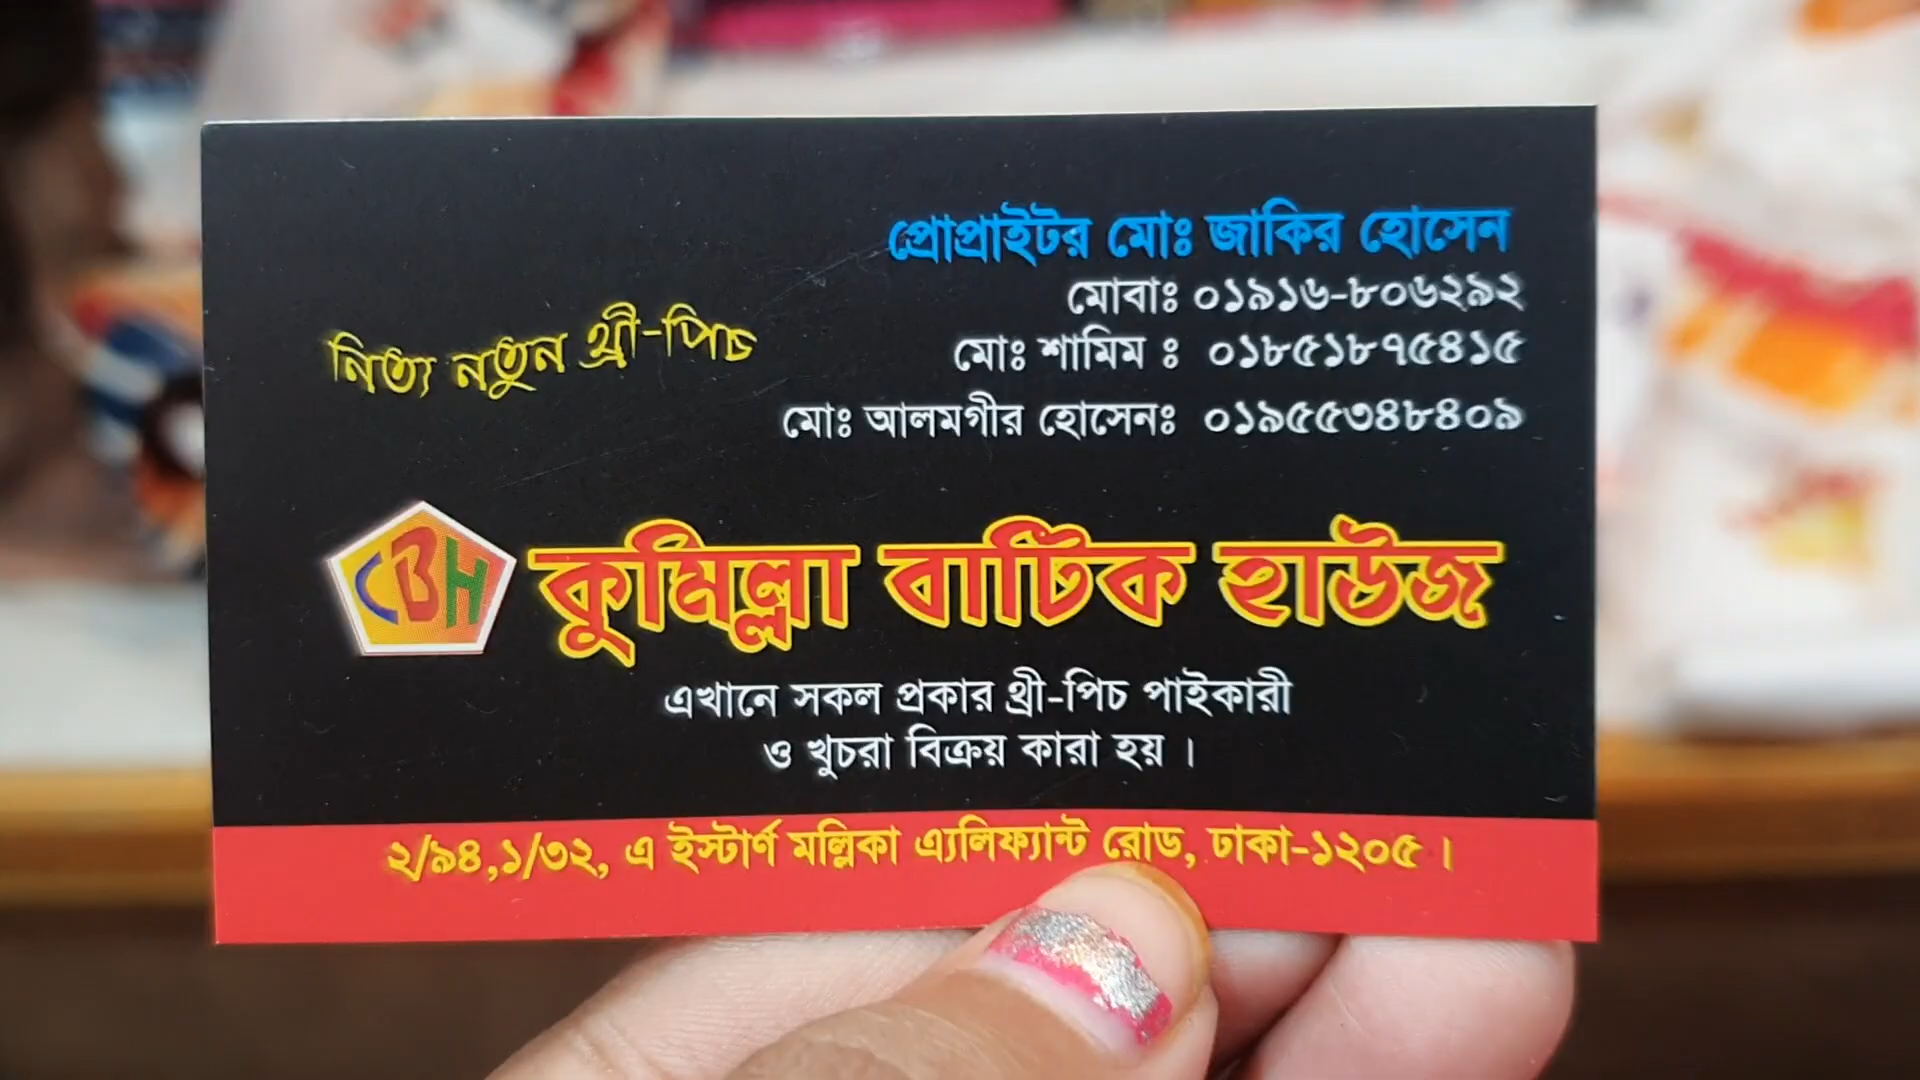 প্রোপ্রাইটর মোঃ জাকির হোসেন
মোবাঃ ০১৯১৬-৮০৬২৯২
মোঃ শামিম ঃ ০১৮৫১৮৭৫৪১৫
মোঃ আলমগীর হোসেনঃ ০১৯৫৫৩৪৮৪০৯
নিত্য নতুন থ্রী-পিচ
CBH
কুমিল্লা বাটিক হাউজ
এখানে সকল প্রকার থ্রী-পিচ পাইকারী
ও খুচরা বিক্রয় কারা হয় ।
২/৯৪,১/৩২, এ ইস্টার্ণ মল্লিকা এ্যলিফ্যান্ট রোড, ঢাকা-১২০৫ ।